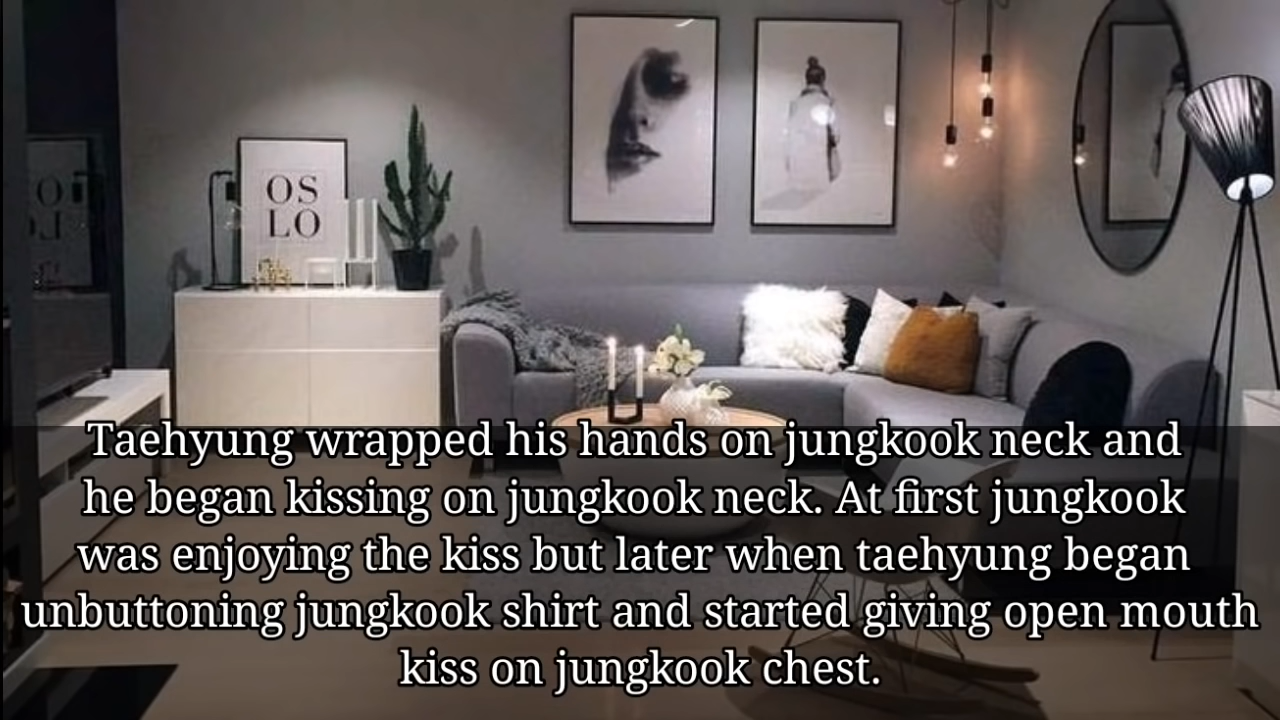 OS
LO
Taehyung wrapped his hands on jungkook neck and
he began kissing on jungkook neck. At first jungkook
was enjoying the kiss but later when taehyung began
unbuttoning jungkook shirt and started giving open mouth
kiss on jungkook chest.